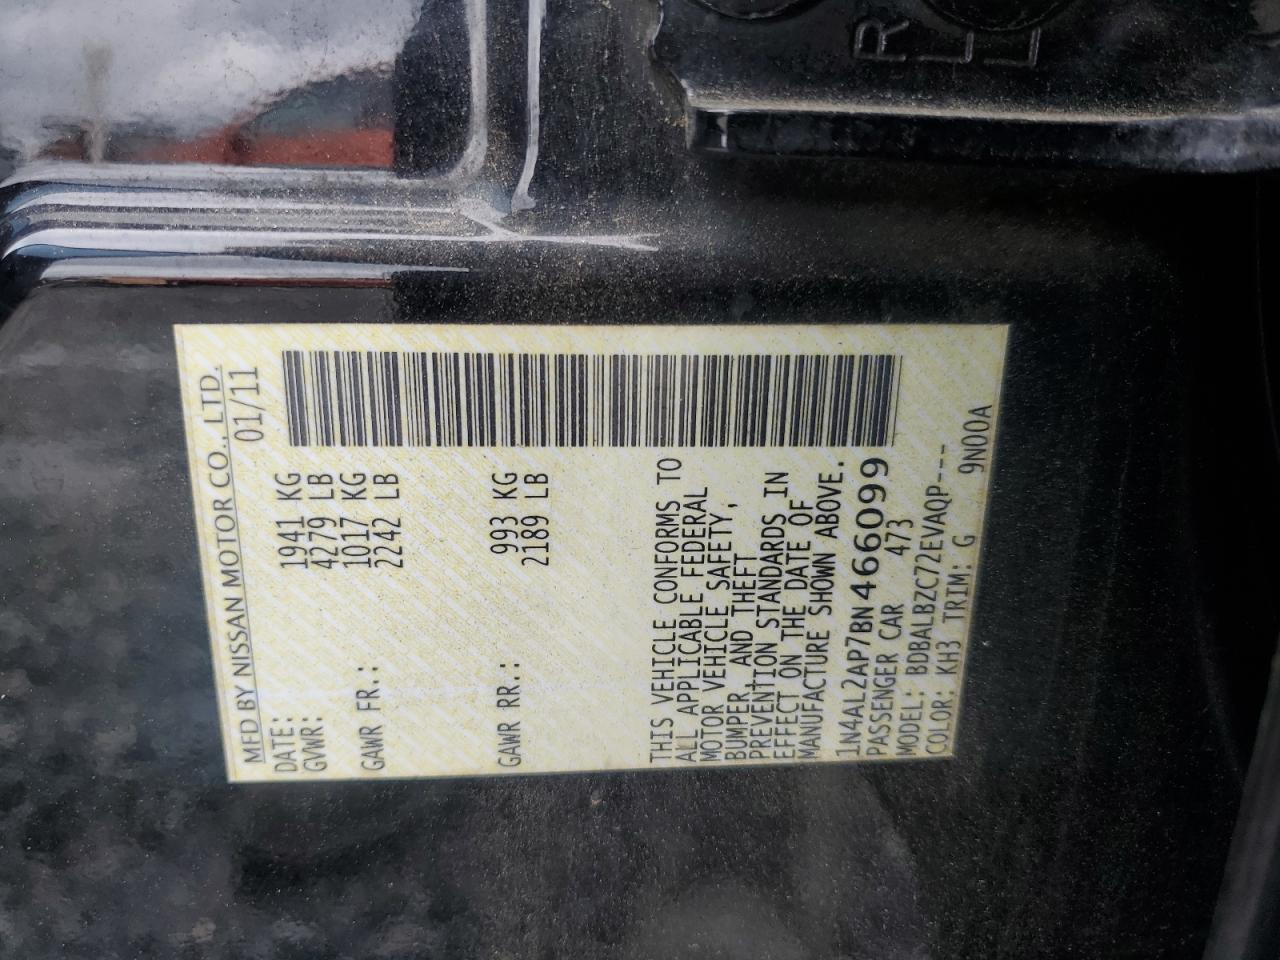 MFD BY NISSAN MOTOR CO., LTD.
DATE: 01/11
GVWR: 1941 KG
4279 LB
GAWR FR.: 1017 KG
2242 LB
GAWR RR.: 993 KG
2189 LB
THIS VEHICLE CONFORMS TO
ALL APPLICABLE FEDERAL
MOTOR VEHICLE SAFETY,
BUMPER, AND THEFT
PREVENTION STANDARDS IN
EFFECT ON THE DATE OF
MANUFACTURE SHOWN ABOVE.
1N4AL2AP7BN466099
PASSENGER CAR 473
MODEL: BDBALBZC72EVAQP---
COLOR: KH3 TRIM: G 9N00A